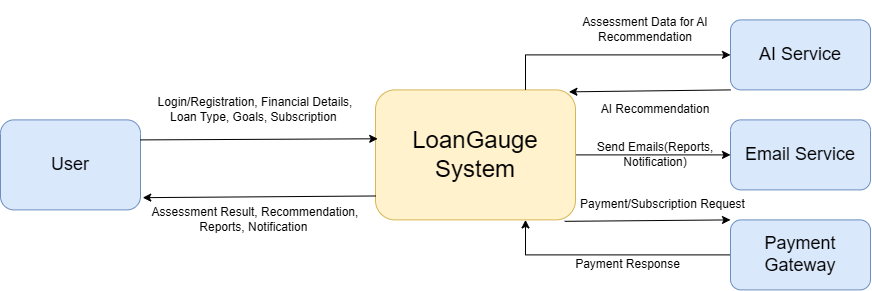 Assessment Data for AI
Recommendation
AI Service
Login/Registration, Financial Details,
Loan Type, Goals, Subscription
AI Recommendation
User
LoanGauge
System
Send Emails(Reports,
Notification)
Email Service
Assessment Result, Recommendation,
Reports, Notification
Payment/Subscription Request
Payment
Gateway
Payment Response